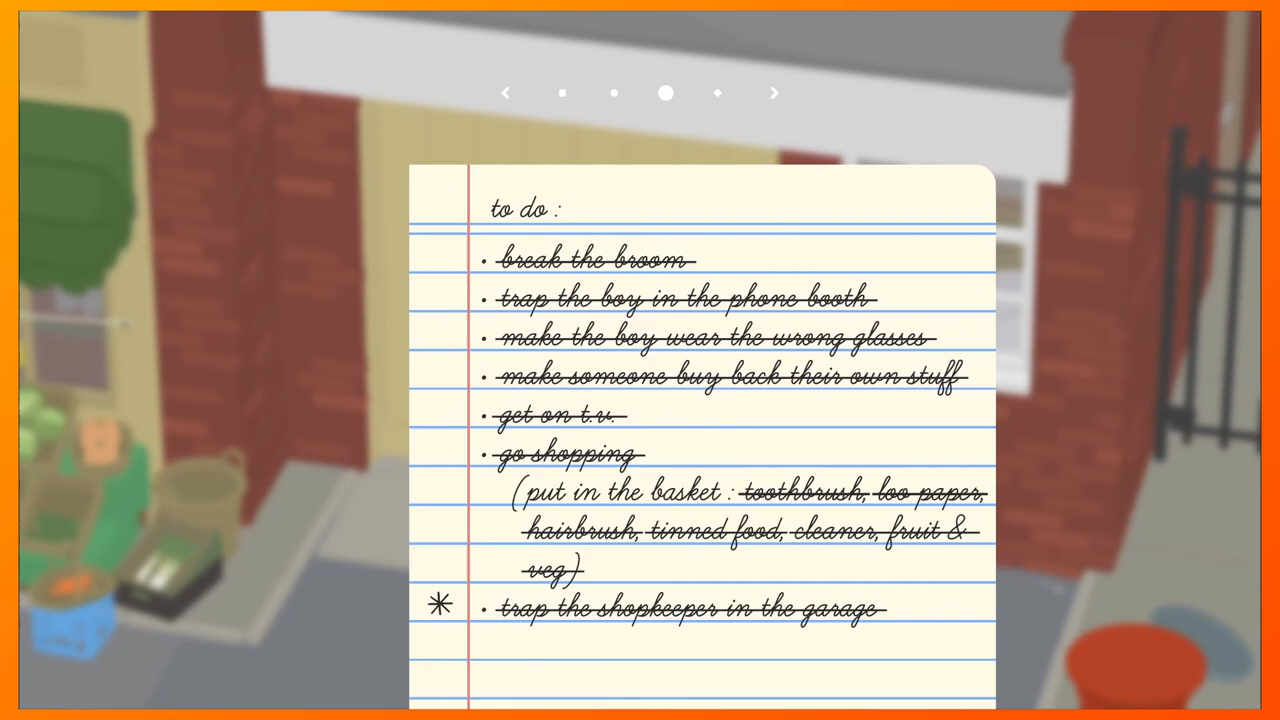 to do :
• break the broom
• trap the boy in the phone booth
• make the boy wear the wrong glasses
• make someone buy back their own stuff
• get on t.v.
• go shopping
(put in the basket : toothbrush, loo paper,
hairbrush, tinned food, cleaner, fruit &
veg)
* • trap the shopkeeper in the garage